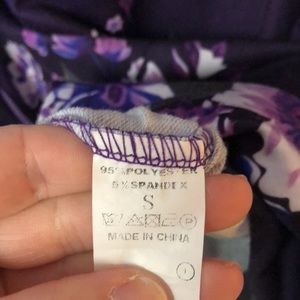 95%POLYESTER
5%SPANDEX
S
MADE IN CHINA